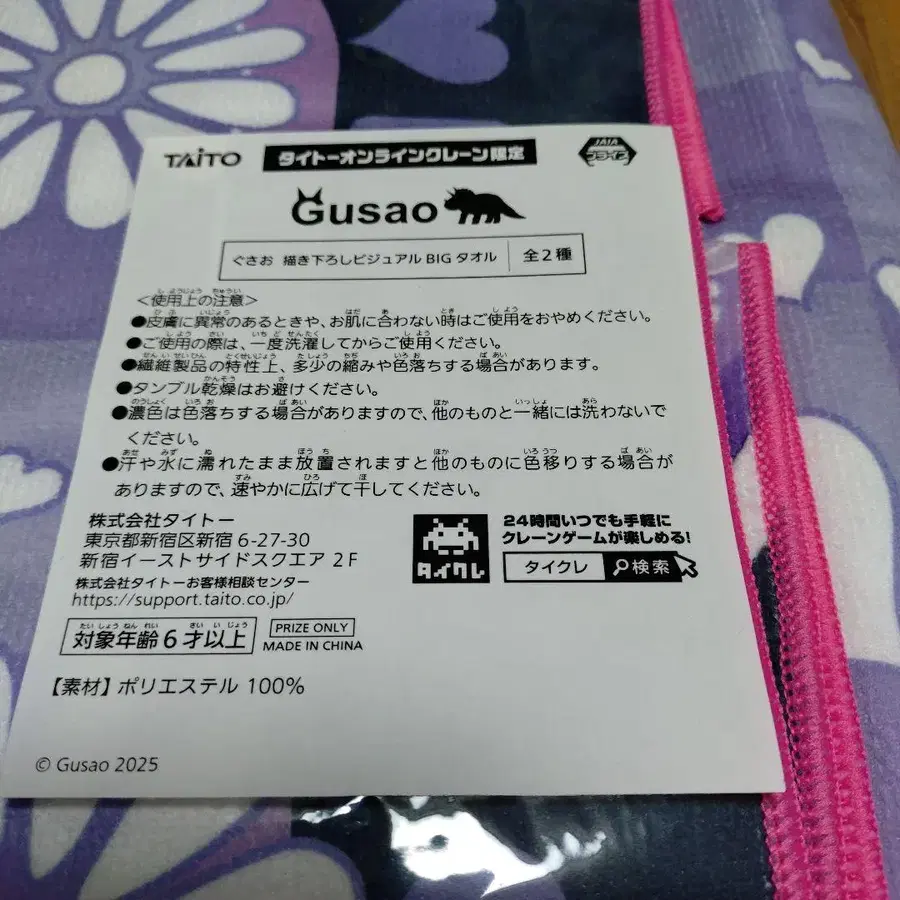 TAITO タイトーオンラインクレーン限定 JAIA プライズ
Gusao
ぐさお 描き下ろしビジュアル BIG タオル 全2種
<使用上の注意>
●皮膚に異常のあるときや、お肌に合わない時はご使用をおやめください。
●ご使用の際は、一度洗濯してからご使用ください。
●繊維製品の特性上、多少の縮みや色落ちする場合があります。
●タンブル乾燥はお避けください。
●濃色は色落ちする場合がありますので、他のものと一緒には洗わないで
ください。
●汗や水に濡れたまま放置されますと他のものに色移りする場合が
ありますので、速やかに広げて干してください。
株式会社タイトー
東京都新宿区新宿 6-27-30
新宿イーストサイドスクエア 2F
株式会社タイトーお客様相談センター
https://support.taito.co.jp/
24時間いつでも手軽に
クレーンゲームが楽しめる!
タイクレ
タイクレ 検索
対象年齢6才以上 PRIZE ONLY
MADE IN CHINA
【素材】ポリエステル 100%
© Gusao 2025